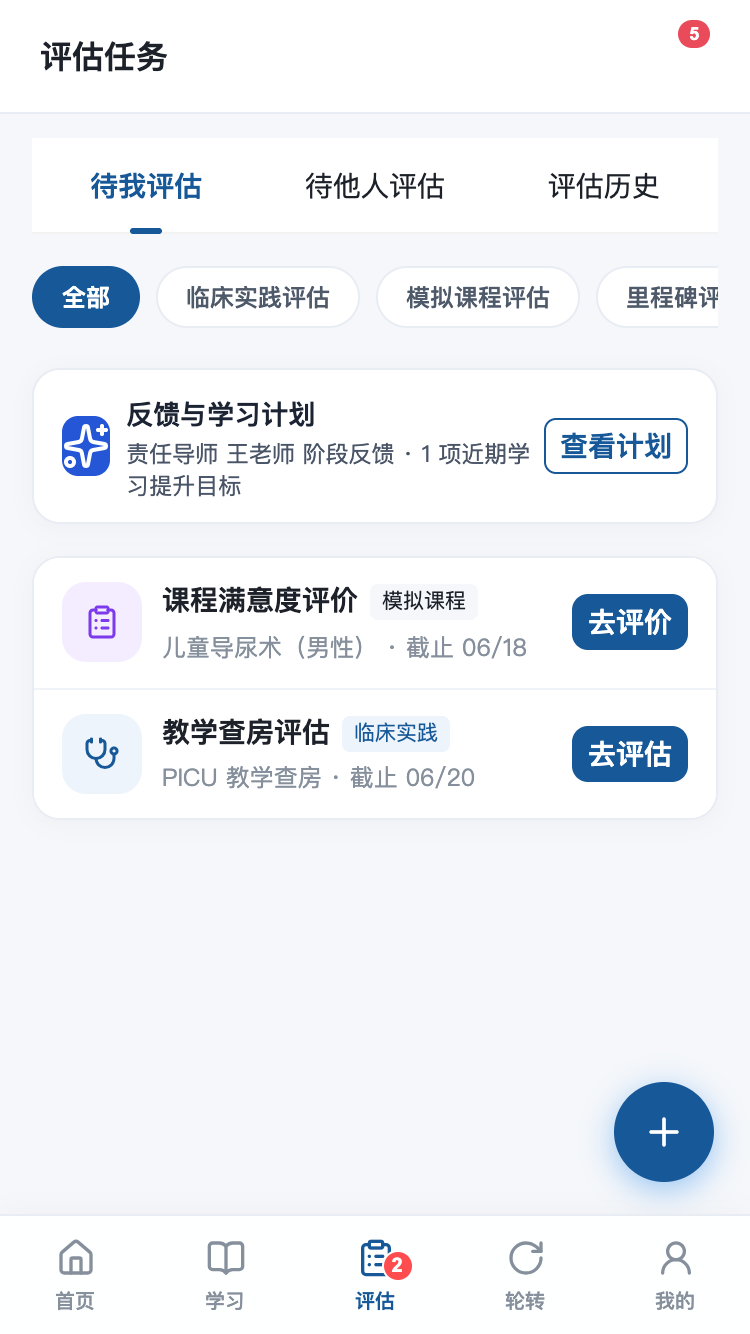 评估任务
5
待我评估
待他人评估
评估历史
全部
临床实践评估
模拟课程评估
里程碑评
反馈与学习计划
责任导师 王老师 阶段反馈 · 1 项近期学
习提升目标
查看计划
课程满意度评价
模拟课程
儿童导尿术（男性） · 截止 06/18
去评价
教学查房评估
临床实践
PICU 教学查房 · 截止 06/20
去评估
首页
学习
2
评估
轮转
我的